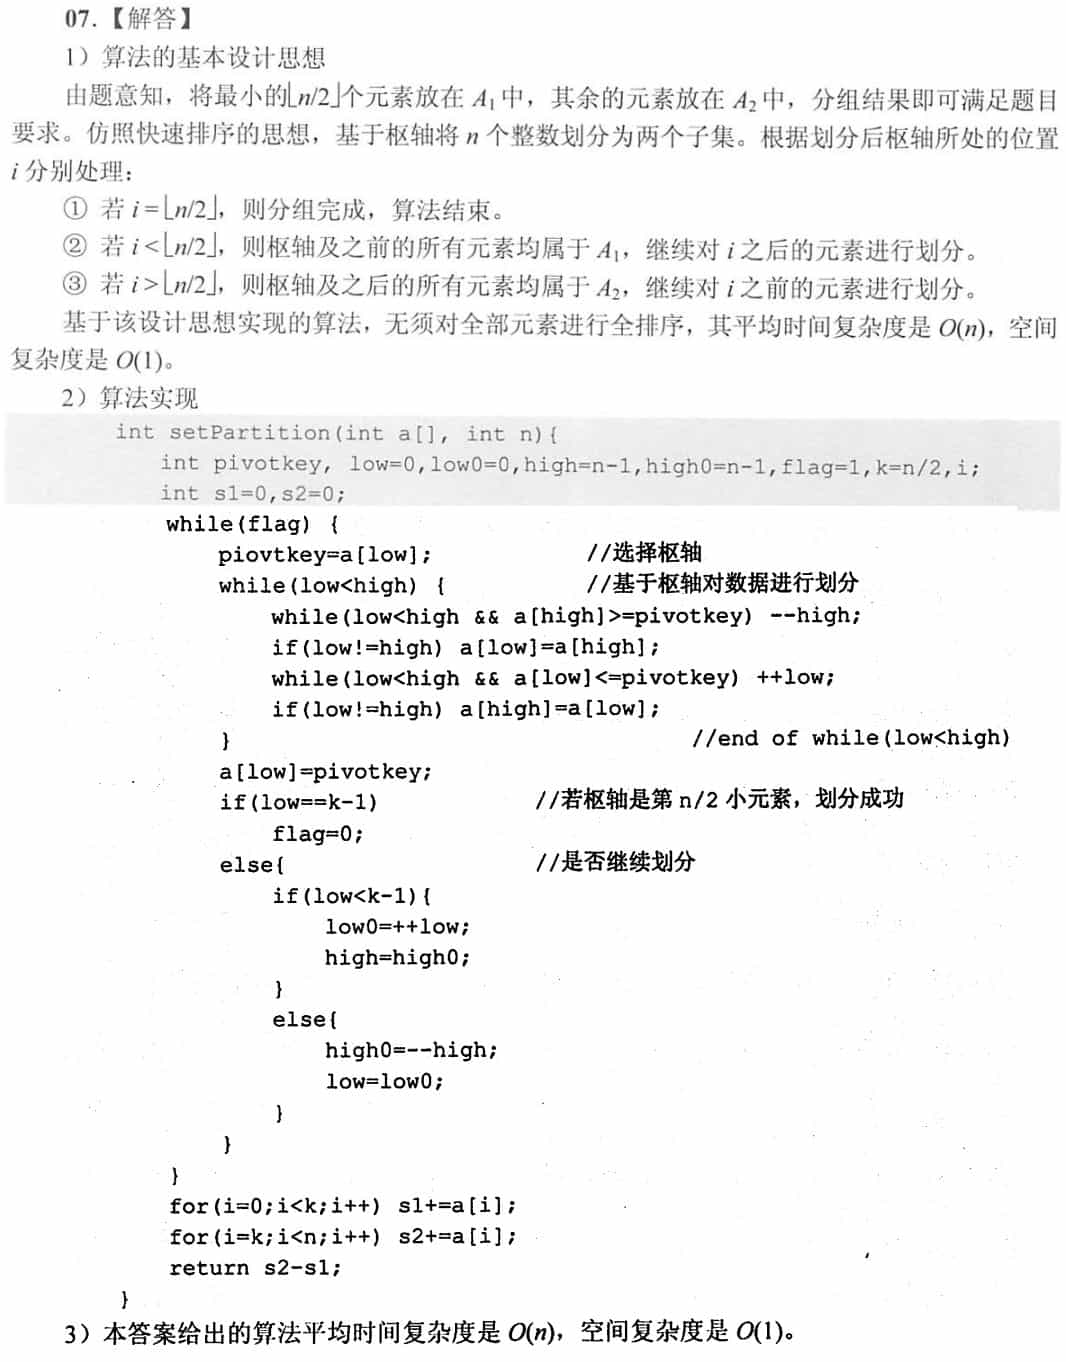 07.【解答】
1）算法的基本设计思想
由题意知，将最小的⌊n/2⌋个元素放在 A₁ 中，其余的元素放在 A₂ 中，分组结果即可满足题目
要求。仿照快速排序的思想，基于枢轴将 n 个整数划分为两个子集。根据划分后枢轴所处的位置
i 分别处理：
① 若 i=⌊n/2⌋，则分组完成，算法结束。
② 若 i<⌊n/2⌋，则枢轴及之前的所有元素均属于 A₁，继续对 i 之后的元素进行划分。
③ 若 i>⌊n/2⌋，则枢轴及之后的所有元素均属于 A₂，继续对 i 之前的元素进行划分。
基于该设计思想实现的算法，无须对全部元素进行全排序，其平均时间复杂度是 O(n)，空间
复杂度是 O(1)。
2）算法实现
int setPartition(int a[], int n){
int pivotkey, low=0,low0=0,high=n-1,high0=n-1,flag=1,k=n/2,i;
int s1=0,s2=0;
while(flag) {
piovtkey=a[low]; //选择枢轴
while(low<high) { //基于枢轴对数据进行划分
while(low<high && a[high]>=pivotkey) --high;
if(low!=high) a[low]=a[high];
while(low<high && a[low]<=pivotkey) ++low;
if(low!=high) a[high]=a[low];
} //end of while(low<high)
a[low]=pivotkey;
if(low==k-1) //若枢轴是第 n/2 小元素，划分成功
flag=0;
else{ //是否继续划分
if(low<k-1){
low0=++low;
high=high0;
}
else{
high0=--high;
low=low0;
}
}
}
for(i=0;i<k;i++) s1+=a[i];
for(i=k;i<n;i++) s2+=a[i];
return s2-s1;
}
3）本答案给出的算法平均时间复杂度是 O(n)，空间复杂度是 O(1)。